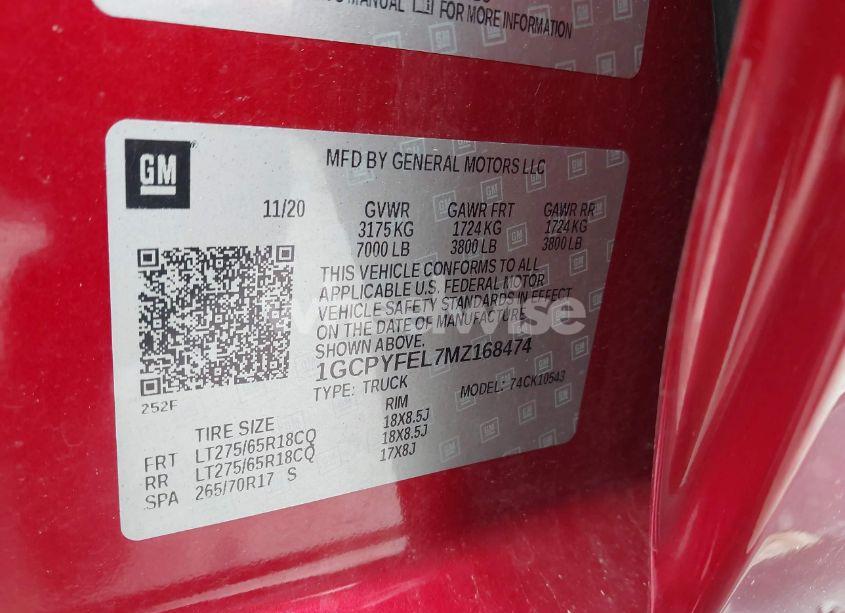 MANUAL FOR MORE INFORMATION
GM
GM
MFD BY GENERAL MOTORS LLC
11/20 GVWR GAWR FRT GAWR RR
3175 KG 1724 KG 1724 KG
7000 LB 3800 LB 3800 LB
THIS VEHICLE CONFORMS TO ALL
APPLICABLE U.S. FEDERAL MOTOR
VEHICLE SAFETY STANDARDS IN EFFECT
ON THE DATE OF MANUFACTURE
SHOWN ABOVE.
1GCPYFEL7MZ168474
252F
TYPE: TRUCK MODEL: 74CK10543
TIRE SIZE RIM
FRT LT275/65R18CQ 18X8.5J
RR LT275/65R18CQ 18X8.5J
SPA 265/70R17 S 17X8J